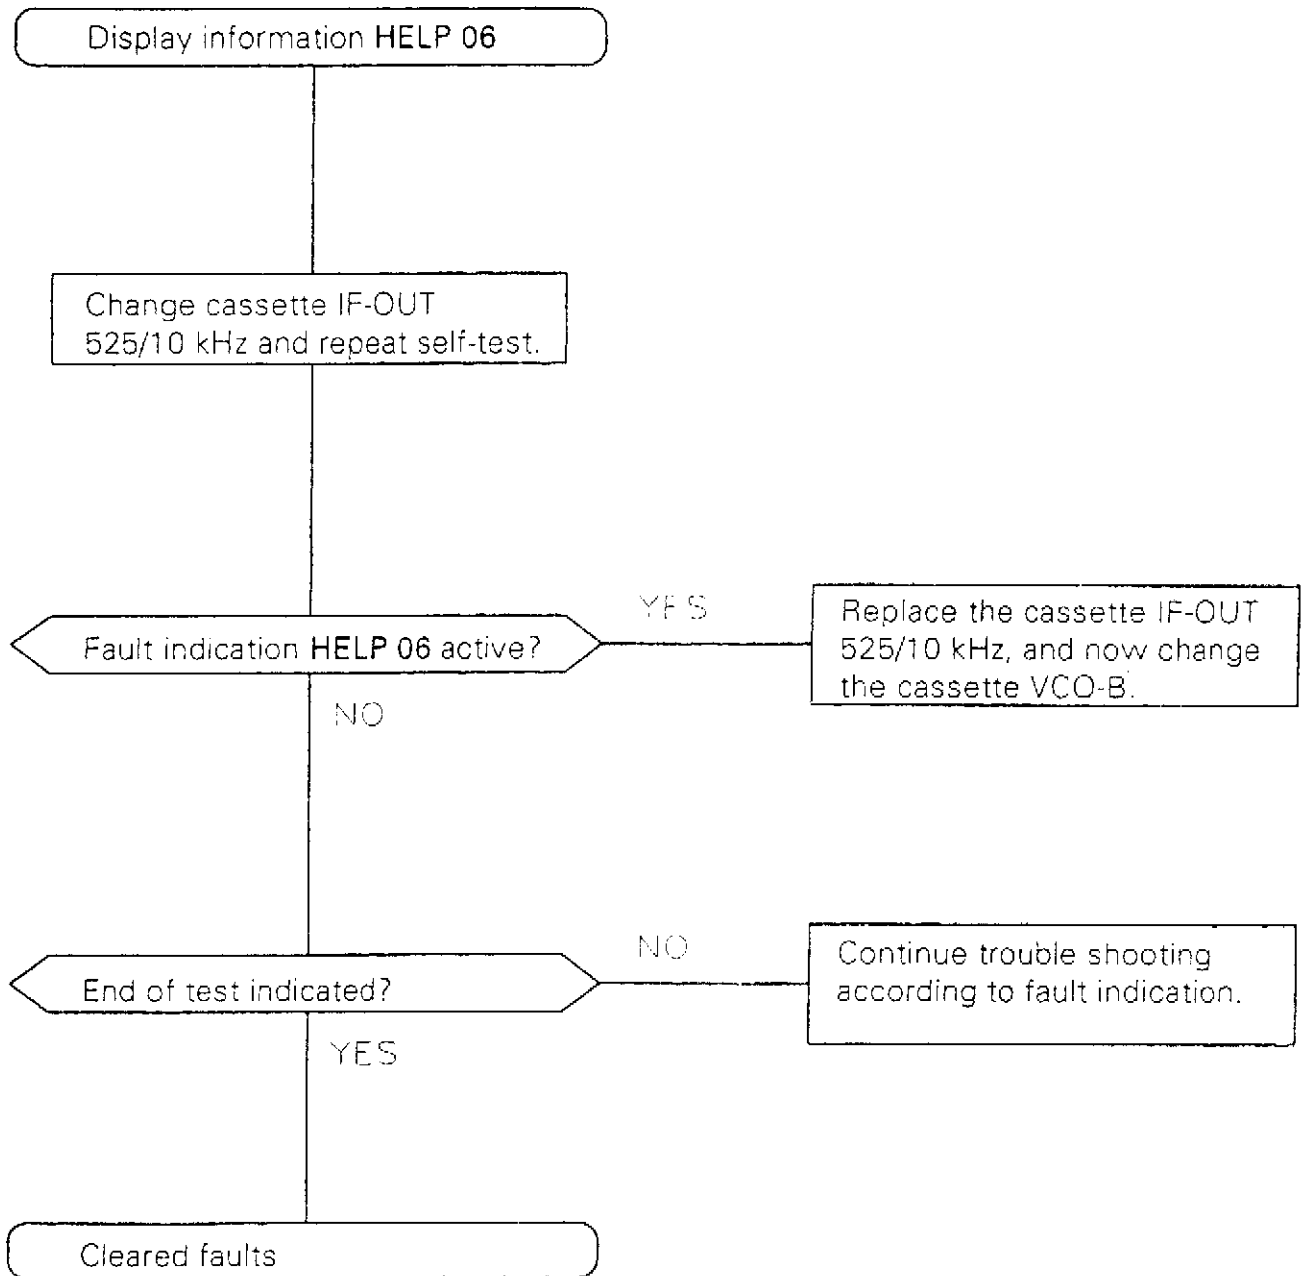 Display information HELP 06
Change cassette IF-OUT
525/10 kHz and repeat self-test.
Fault indication HELP 06 active?
YES
Replace the cassette IF-OUT
525/10 kHz, and now change
the cassette VCO-B.
NO
End of test indicated?
NO
Continue trouble shooting
according to fault indication.
YES
Cleared faults